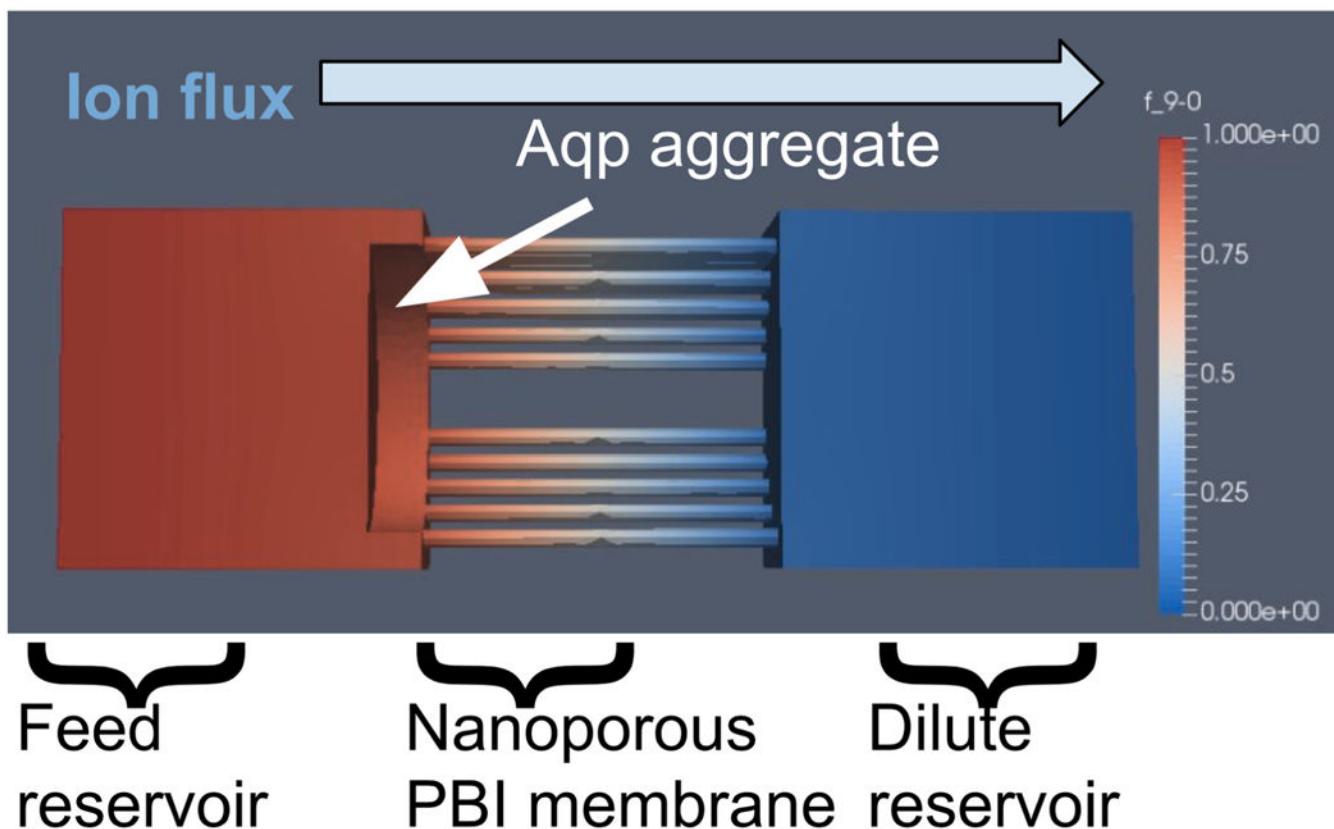 Ion flux
Aqp aggregate
f_9-0
1.000e+00
0.75
0.5
0.25
0.000e+00
Feed
reservoir
Nanoporous
PBI membrane
Dilute
reservoir